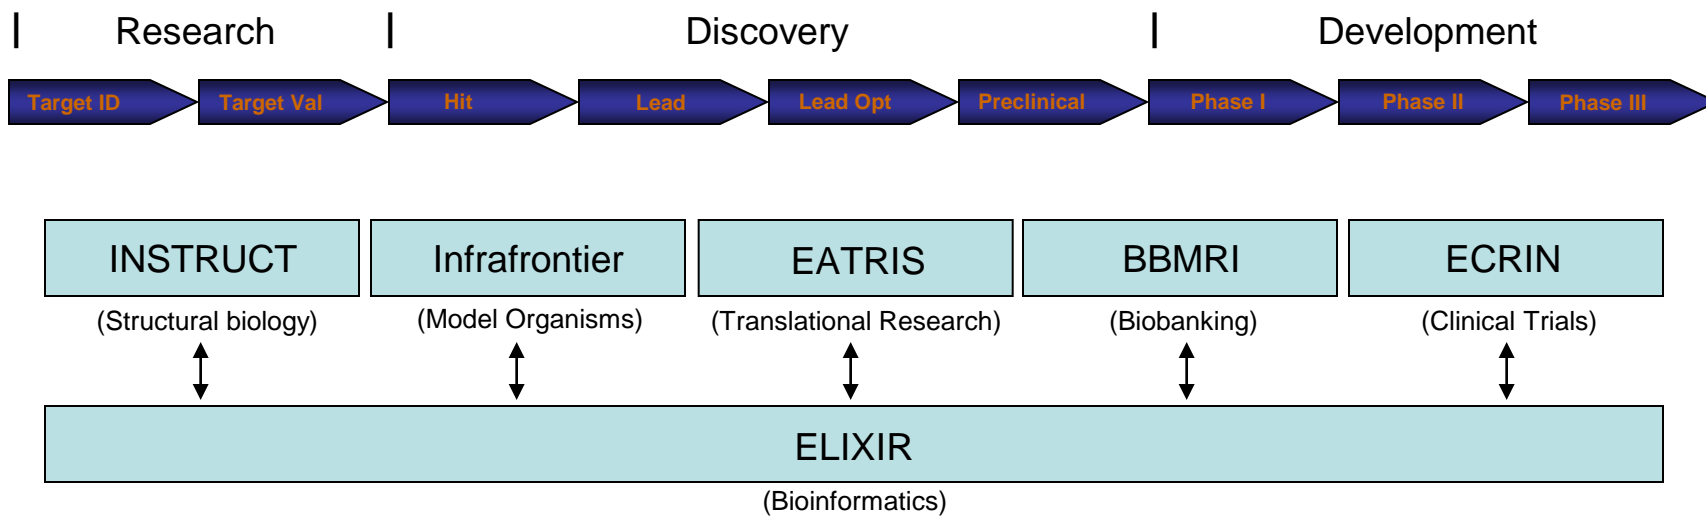 | Research | Discovery | Development
Target ID Target Val Hit Lead Lead Opt Preclinical Phase I Phase II Phase III
INSTRUCT Infrafrontier EATRIS BBMRI ECRIN
(Structural biology) (Model Organisms) (Translational Research) (Biobanking) (Clinical Trials)
ELIXIR
(Bioinformatics)